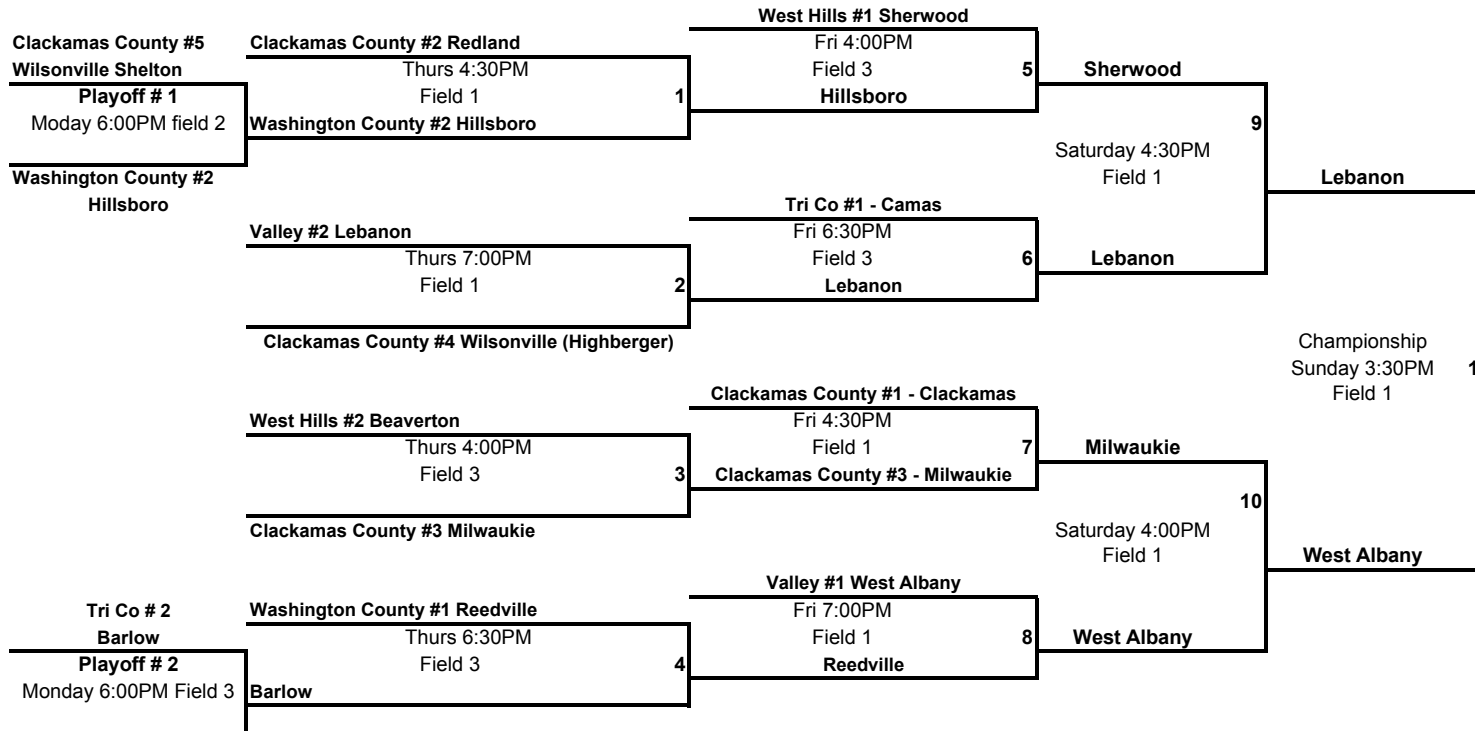 West Hills #1 Sherwood
Clackamas County #5
Wilsonville Shelton
Playoff # 1
Moday 6:00PM field 2
Washington County #2
Hillsboro
Clackamas County #2 Redland
Thurs 4:30PM
Field 1
1
Washington County #2 Hillsboro
Fri 4:00PM
Field 3
5
Hillsboro
Sherwood
9
Saturday 4:30PM
Field 1
Lebanon
Valley #2 Lebanon
Thurs 7:00PM
Field 1
2
Clackamas County #4 Wilsonville (Highberger)
Tri Co #1 - Camas
Fri 6:30PM
Field 3
6
Lebanon
Lebanon
Championship
Sunday 3:30PM
Field 1
West Hills #2 Beaverton
Thurs 4:00PM
Field 3
3
Clackamas County #3 Milwaukie
Clackamas County #1 - Clackamas
Fri 4:30PM
Field 1
7
Clackamas County #3 - Milwaukie
Milwaukie
10
Saturday 4:00PM
Field 1
West Albany
Tri Co # 2
Barlow
Playoff # 2
Monday 6:00PM Field 3
Washington County #1 Reedville
Thurs 6:30PM
Field 3
4
Barlow
Valley #1 West Albany
Fri 7:00PM
Field 1
8
Reedville
West Albany